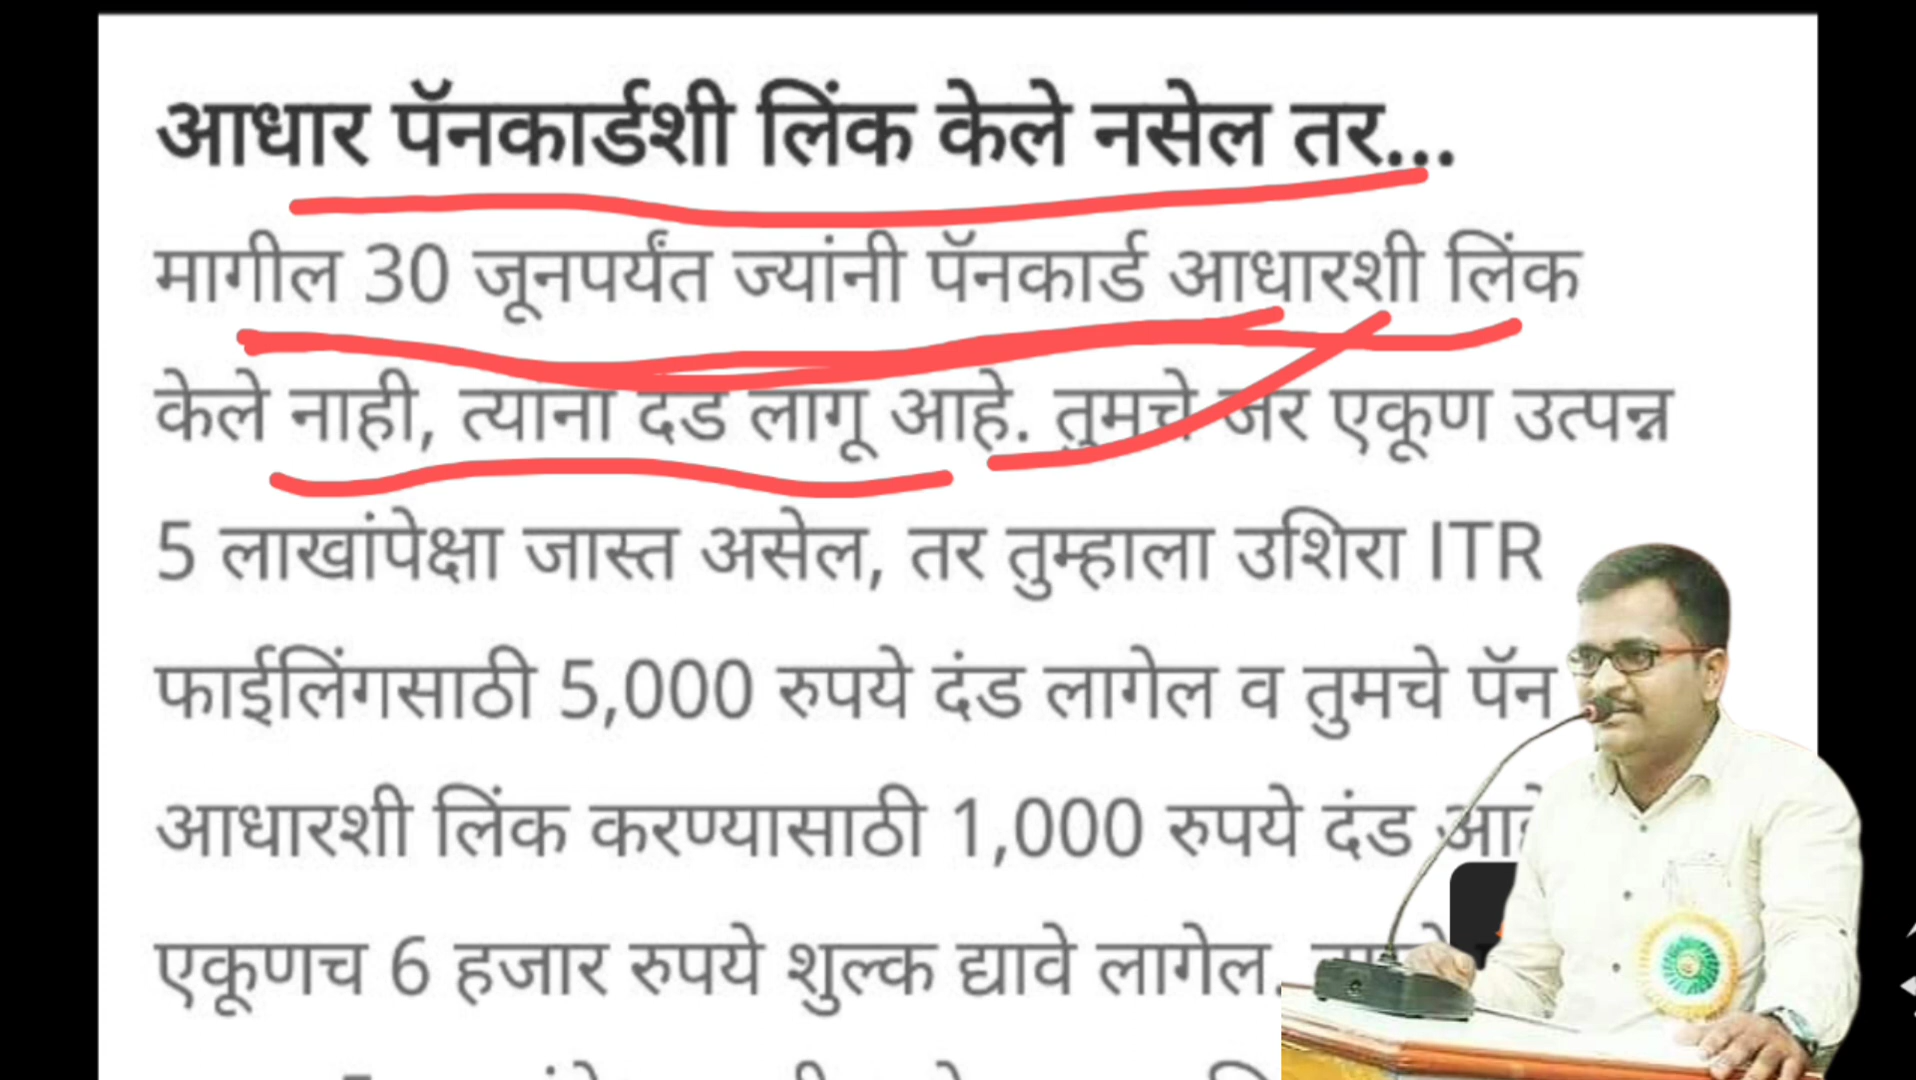 आधार पॅनकार्डशी लिंक केले नसेल तर...
मागील 30 जूनपर्यंत ज्यांनी पॅनकार्ड आधारशी लिंक
केले नाही, त्यांना दंड लागू आहे. तुमचे जर एकूण उत्पन्न
5 लाखांपेक्षा जास्त असेल, तर तुम्हाला उशिरा ITR
फाईलिंगसाठी 5,000 रुपये दंड लागेल व तुमचे पॅन
आधारशी लिंक करण्यासाठी 1,000 रुपये दंड
एकूणच 6 हजार रुपये शुल्क द्यावे लागेल.